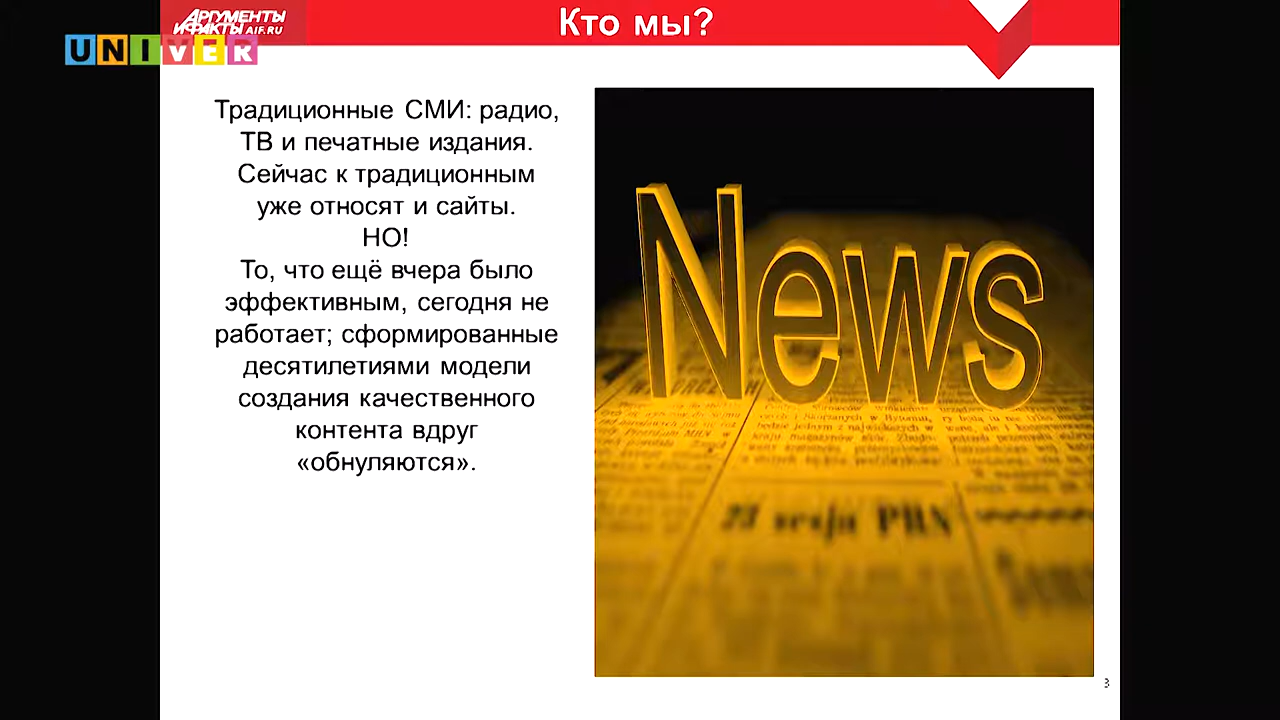 АРГУМЕНТЫ
И ФАКТЫ AIF.RU
UNIVER
Кто мы?
Традиционные СМИ: радио,
ТВ и печатные издания.
Сейчас к традиционным
уже относят и сайты.
НО!
То, что ещё вчера было
эффективным, сегодня не
работает; сформированные
десятилетиями модели
создания качественного
контента вдруг
«обнуляются».
News
3